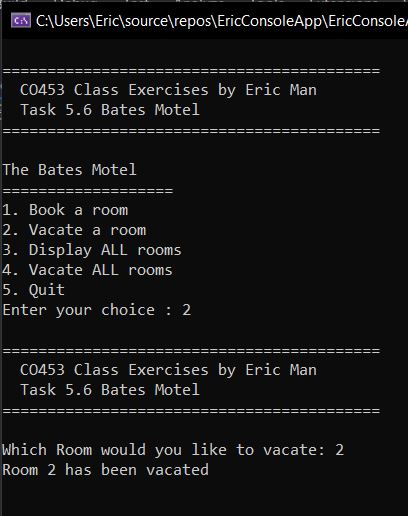 C:\Users\Eric\source\repos\EricConsoleApp\EricConsoleA
========================================
CO453 Class Exercises by Eric Man
Task 5.6 Bates Motel
========================================
The Bates Motel
===================
1. Book a room
2. Vacate a room
3. Display ALL rooms
4. Vacate ALL rooms
5. Quit
Enter your choice : 2
========================================
CO453 Class Exercises by Eric Man
Task 5.6 Bates Motel
========================================
Which Room would you like to vacate: 2
Room 2 has been vacated